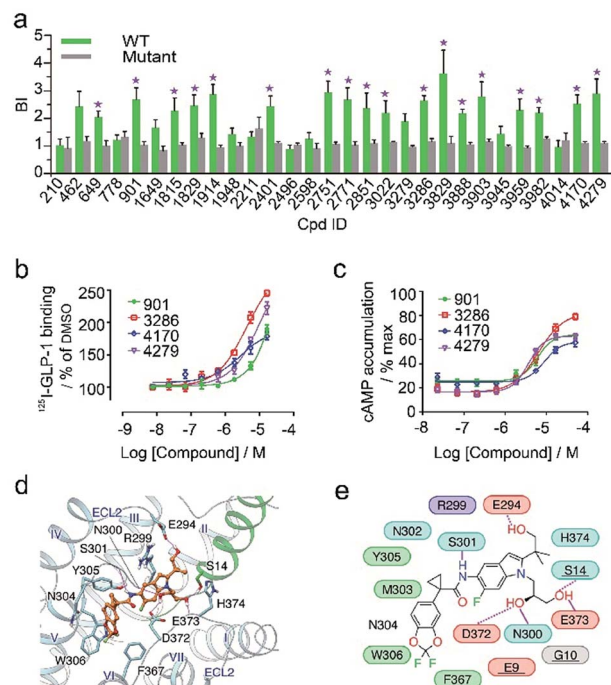 a
WT
Mutant
BI
5
4
3
2
1
0
210 462 649 778 901 1649 1815 1829 1914 1948 2211 2401 2496 2598 2751 2771 2851 3022 3279 3286 3829 3888 3903 3945 3959 3982 4014 4170 4279
Cpd ID
b
125I-GLP-1 binding
/ % of DMSO
250
200
150
100
901
3286
4170
4279
-9 -8 -7 -6 -5 -4
Log [Compound] / M
c
cAMP accumulation
/ % max
100
80
60
40
20
0
901
3286
4170
4279
-8 -6 -4
Log [Compound] / M
d
ECL2 III E294
IV N300 R299 II
S301
Y305 S14
N304 H374
E373
V D372 I
W306 F367 VII
VI ECL2
e
R299 E294
HO
N302 S301 H374
Y305 H N S14
M303 O F N HO OH
N304 D372 N300 E373
O O
W306 F F E9 G10
F367